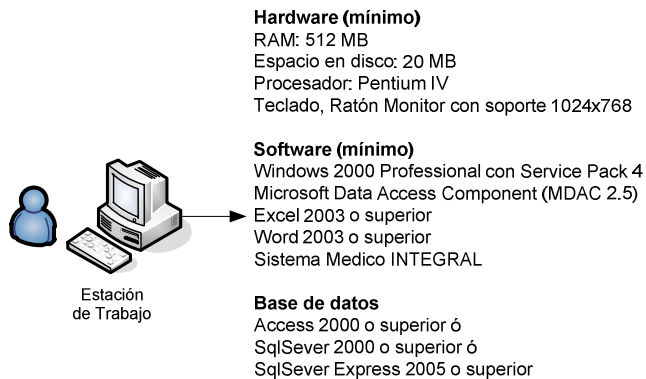 Hardware (mínimo)
RAM: 512 MB
Espacio en disco: 20 MB
Procesador: Pentium IV
Teclado, Ratón Monitor con soporte 1024x768
Software (mínimo)
Windows 2000 Professional con Service Pack 4
Microsoft Data Access Component (MDAC 2.5)
Excel 2003 o superior
Word 2003 o superior
Sistema Medico INTEGRAL
Estación
de Trabajo
Base de datos
Access 2000 o superior ó
SqlSever 2000 o superior ó
SqlSever Express 2005 o superior